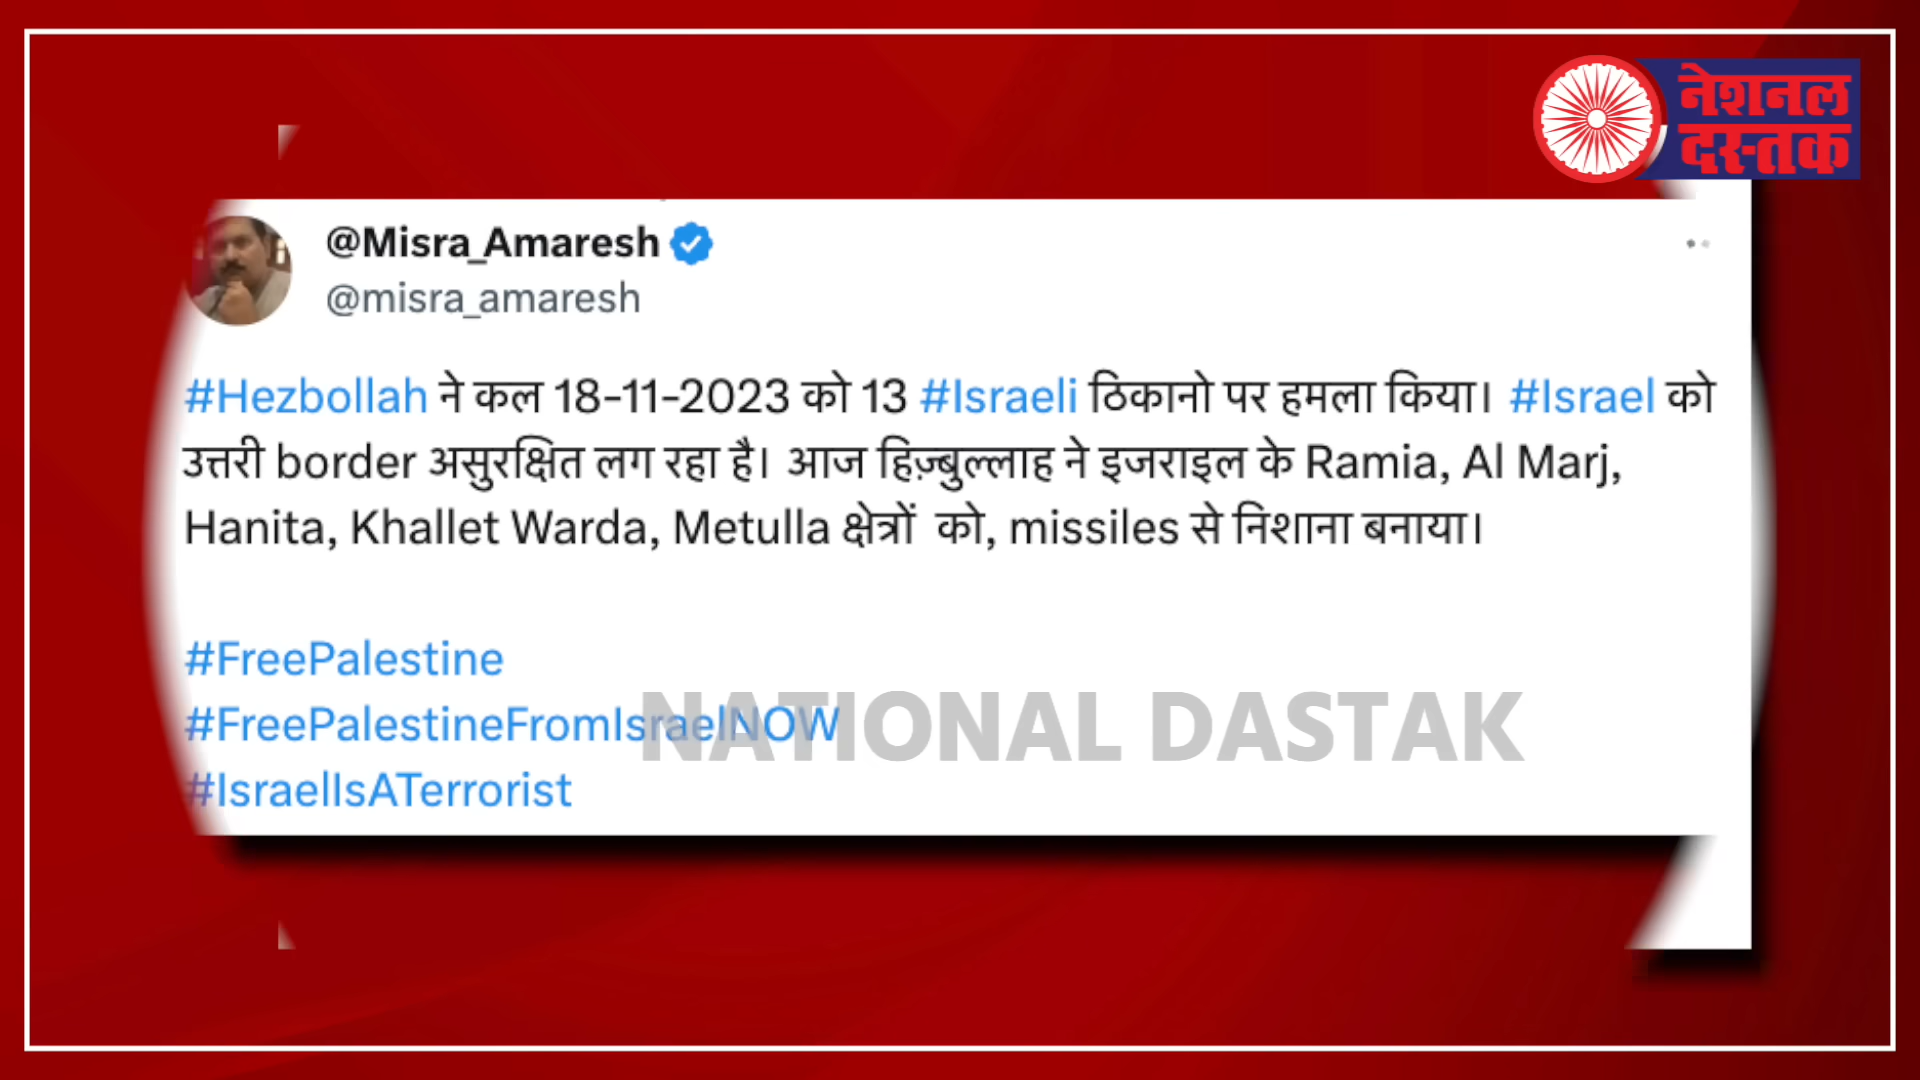 नेशनल
दस्तक
@Misra_Amaresh
@misra_amaresh
#Hezbollah ने कल 18-11-2023 को 13 #Israeli ठिकानो पर हमला किया। #Israel को
उत्तरी border असुरक्षित लग रहा है। आज हिज़्बुल्लाह ने इजराइल के Ramia, Al Marj,
Hanita, Khallet Warda, Metulla क्षेत्रों को, missiles से निशाना बनाया।
#FreePalestine
#FreePalestineFromIsraelNOW
NATIONAL DASTAK
#IsraelIsATerrorist